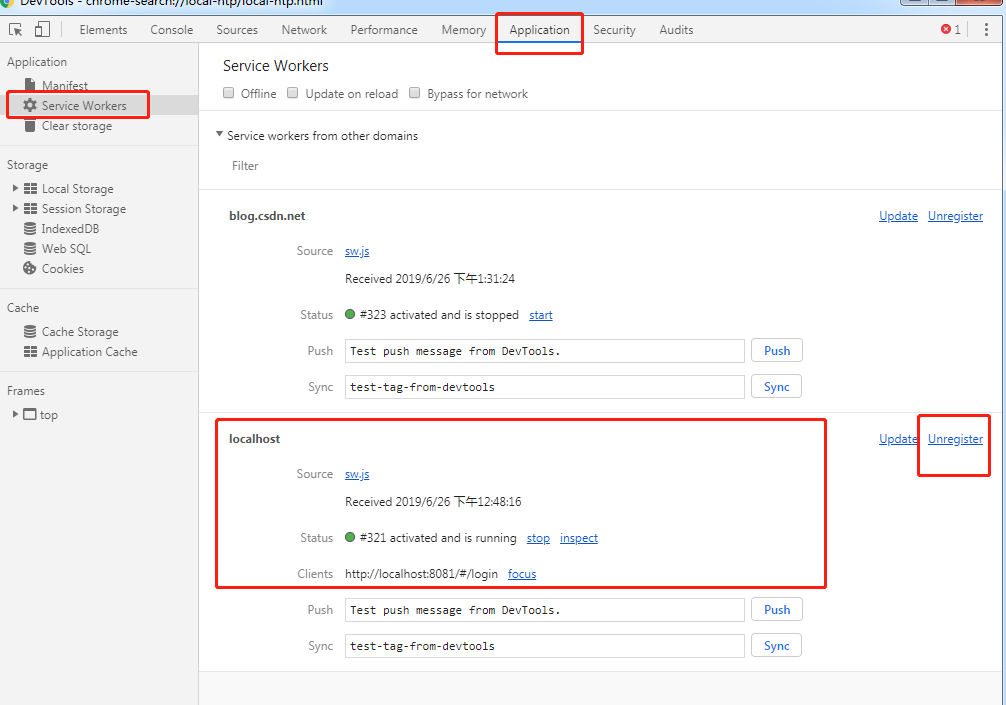 DevTools - chrome-search://local-ntp/local-ntp.html
Elements Console Sources Network Performance Memory Application Security Audits 1
Application
Manifest
Service Workers
Clear storage
Storage
Local Storage
Session Storage
IndexedDB
Web SQL
Cookies
Cache
Cache Storage
Application Cache
Frames
top
Service Workers
Offline Update on reload Bypass for network
Service workers from other domains
Filter
blog.csdn.net Update Unregister
Source sw.js
Received 2019/6/26 下午1:31:24
Status #323 activated and is stopped start
Push Test push message from DevTools. Push
Sync test-tag-from-devtools Sync
localhost Update Unregister
Source sw.js
Received 2019/6/26 下午12:48:16
Status #321 activated and is running stop inspect
Clients http://localhost:8081/#/login focus
Push Test push message from DevTools. Push
Sync test-tag-from-devtools Sync